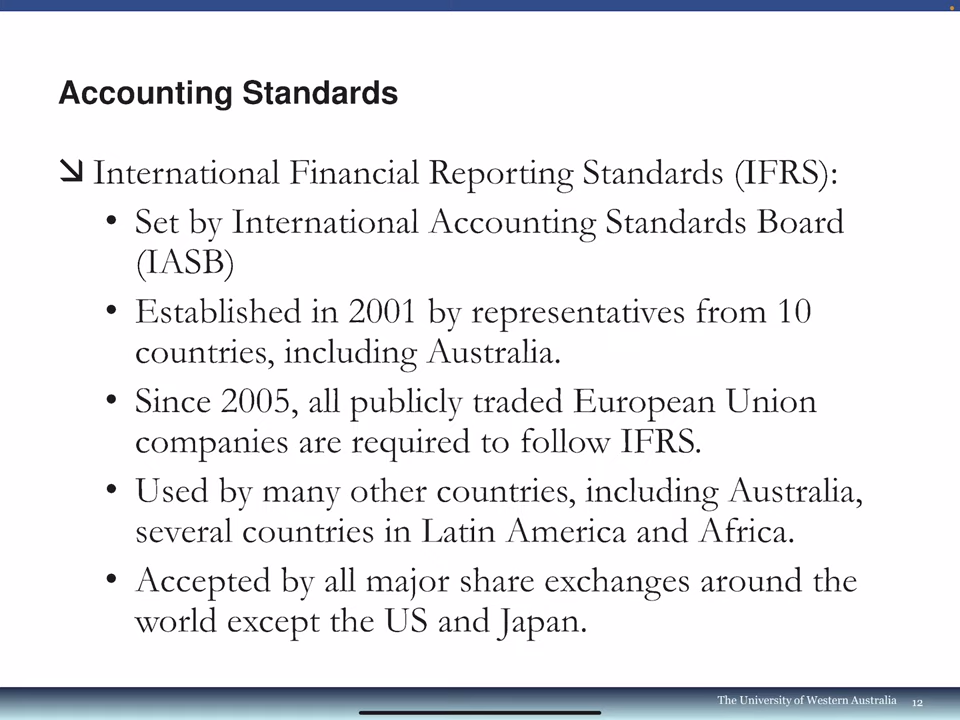 Accounting Standards
International Financial Reporting Standards (IFRS):
• Set by International Accounting Standards Board
(IASB)
• Established in 2001 by representatives from 10
countries, including Australia.
• Since 2005, all publicly traded European Union
companies are required to follow IFRS.
• Used by many other countries, including Australia,
several countries in Latin America and Africa.
• Accepted by all major share exchanges around the
world except the US and Japan.
The University of Western Australia 12